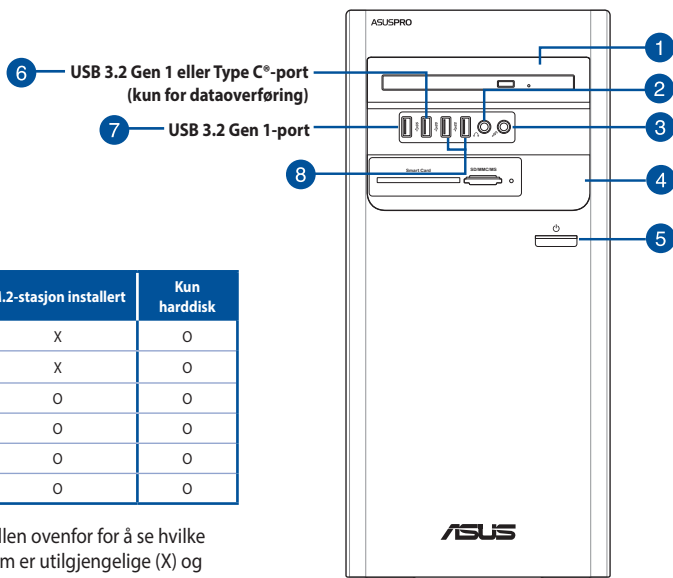 ASUSPRO
1
6 USB 3.2 Gen 1 eller Type C®-port
(kun for dataoverføring)
2
7 USB 3.2 Gen 1-port
3
8
Smart Card SD/MMC/MS
4
5
.2-stasjon installert Kun
harddisk
X O
X O
O O
O O
O O
O O
ASUS
llen ovenfor for å se hvilke
m er utilgjengelige (X) og